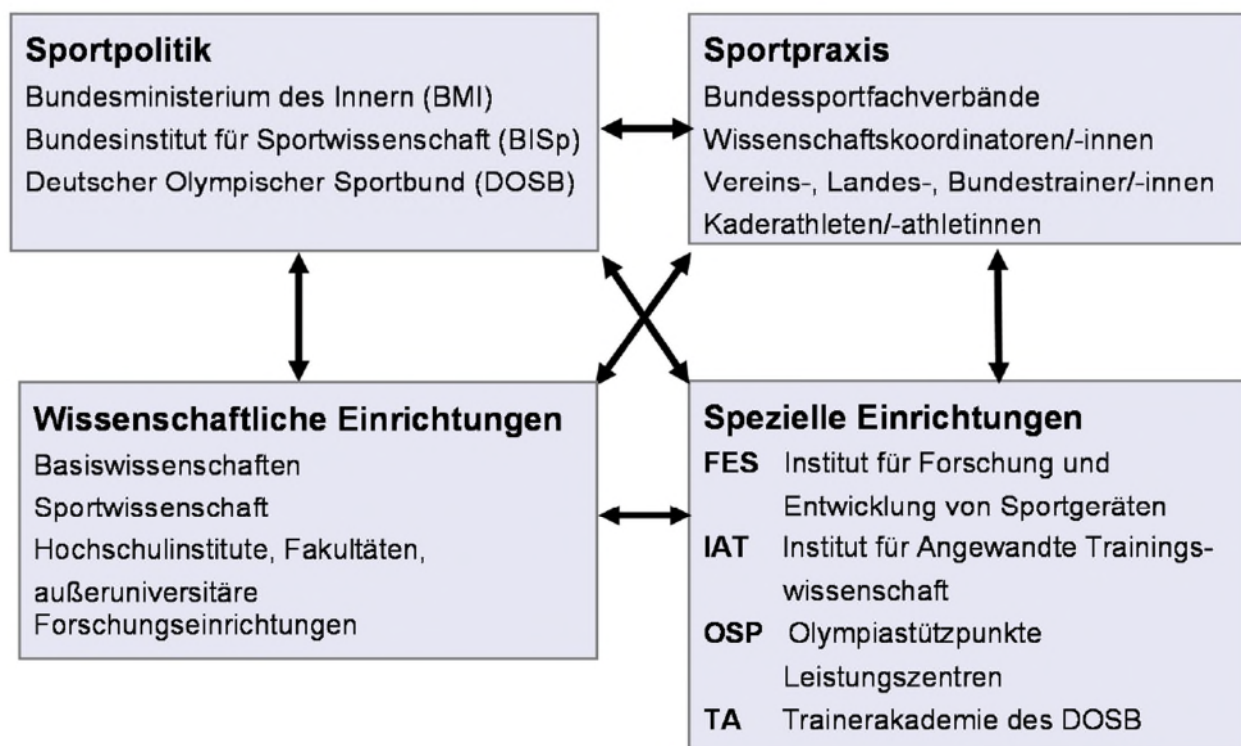 Sportpolitik
Bundesministerium des Innern (BMI)
Bundesinstitut für Sportwissenschaft (BISp)
Deutscher Olympischer Sportbund (DOSB)
Sportpraxis
Bundessportfachverbände
Wissenschaftskoordinatoren/-innen
Vereins-, Landes-, Bundestrainer/-innen
Kaderathleten/-athletinnen
Wissenschaftliche Einrichtungen
Basiswissenschaften
Sportwissenschaft
Hochschulinstitute, Fakultäten,
außeruniversitäre
Forschungseinrichtungen
Spezielle Einrichtungen
FES Institut für Forschung und
Entwicklung von Sportgeräten
IAT Institut für Angewandte Trainings-
wissenschaft
OSP Olympiastützpunkte
Leistungszentren
TA Trainerakademie des DOSB